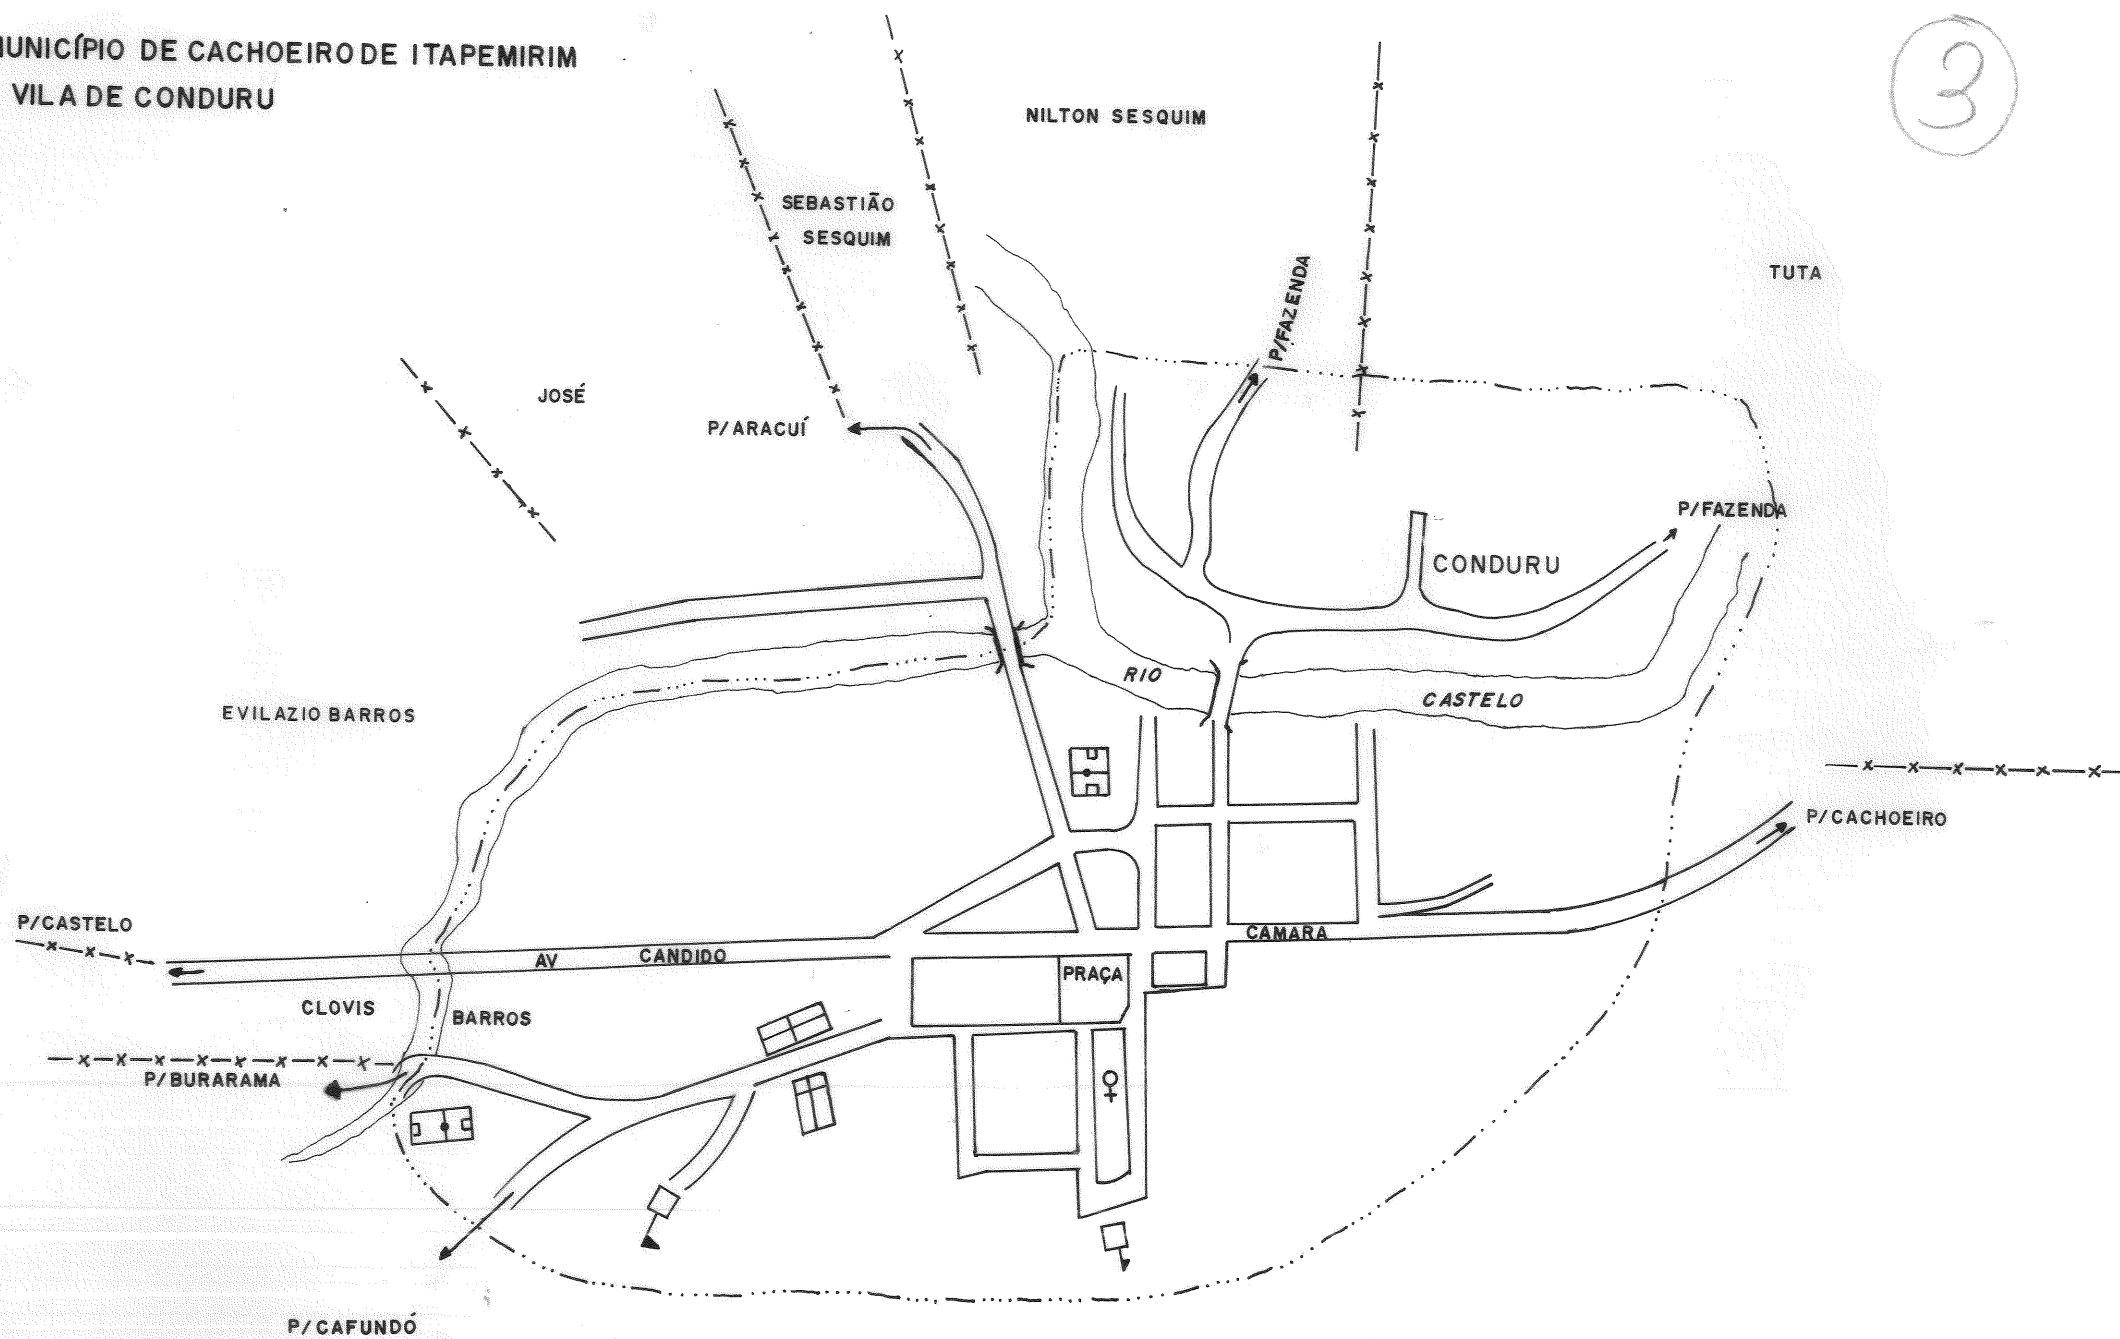 MUNICÍPIO DE CACHOEIRO DE ITAPEMIRIM
VILA DE CONDURU
3
NILTON SESQUIM
SEBASTIÃO
SESQUIM
P/FAZENDA
TUTA
JOSÉ
P/ARACUÍ
P/FAZENDA
CONDURU
RIO
CASTELO
EVILAZIO BARROS
P/CACHOEIRO
P/CASTELO
AV CANDIDO CAMARA
PRAÇA
CLOVIS BARROS
P/BURARAMA
P/CAFUNDÓ